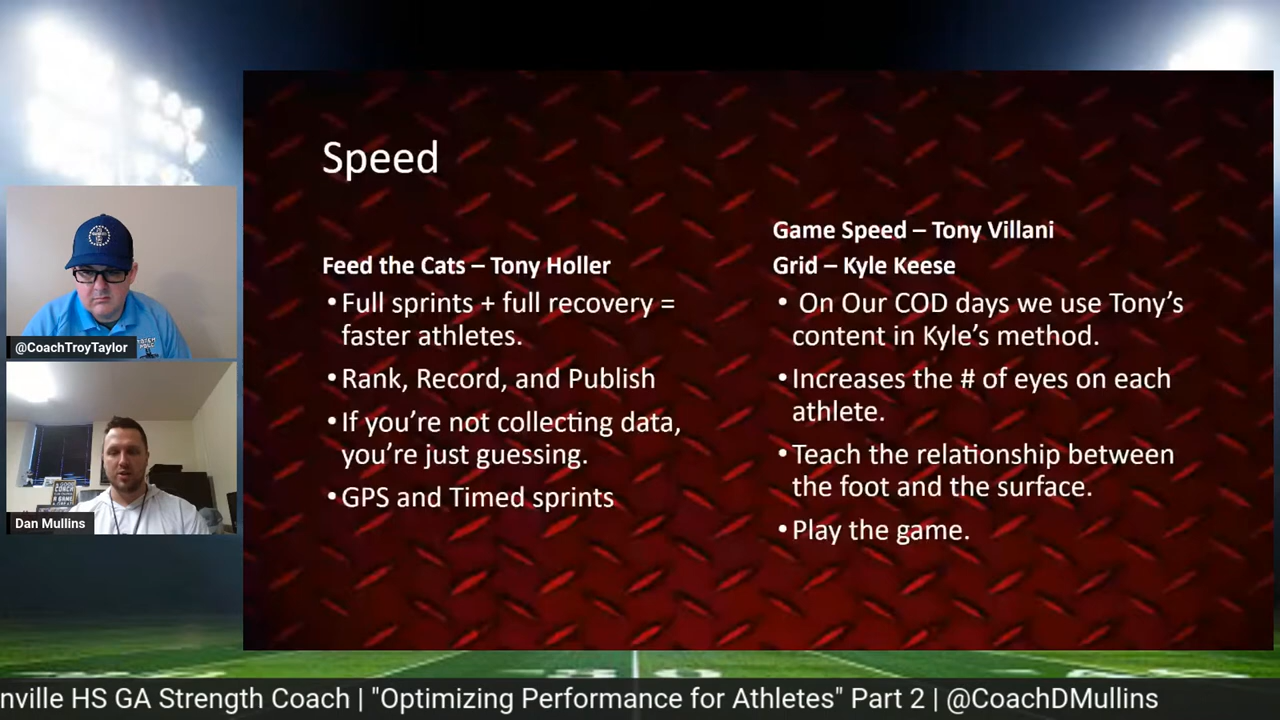 Speed
Feed the Cats – Tony Holler
•Full sprints + full recovery =
faster athletes.
•Rank, Record, and Publish
•If you’re not collecting data,
you’re just guessing.
•GPS and Timed sprints
Game Speed – Tony Villani
Grid – Kyle Keese
• On Our COD days we use Tony’s
content in Kyle’s method.
•Increases the # of eyes on each
athlete.
•Teach the relationship between
the foot and the surface.
•Play the game.
@CoachTroyTaylor
Dan Mullins
nville HS GA Strength Coach | "Optimizing Performance for Athletes" Part 2 | @CoachDMullins